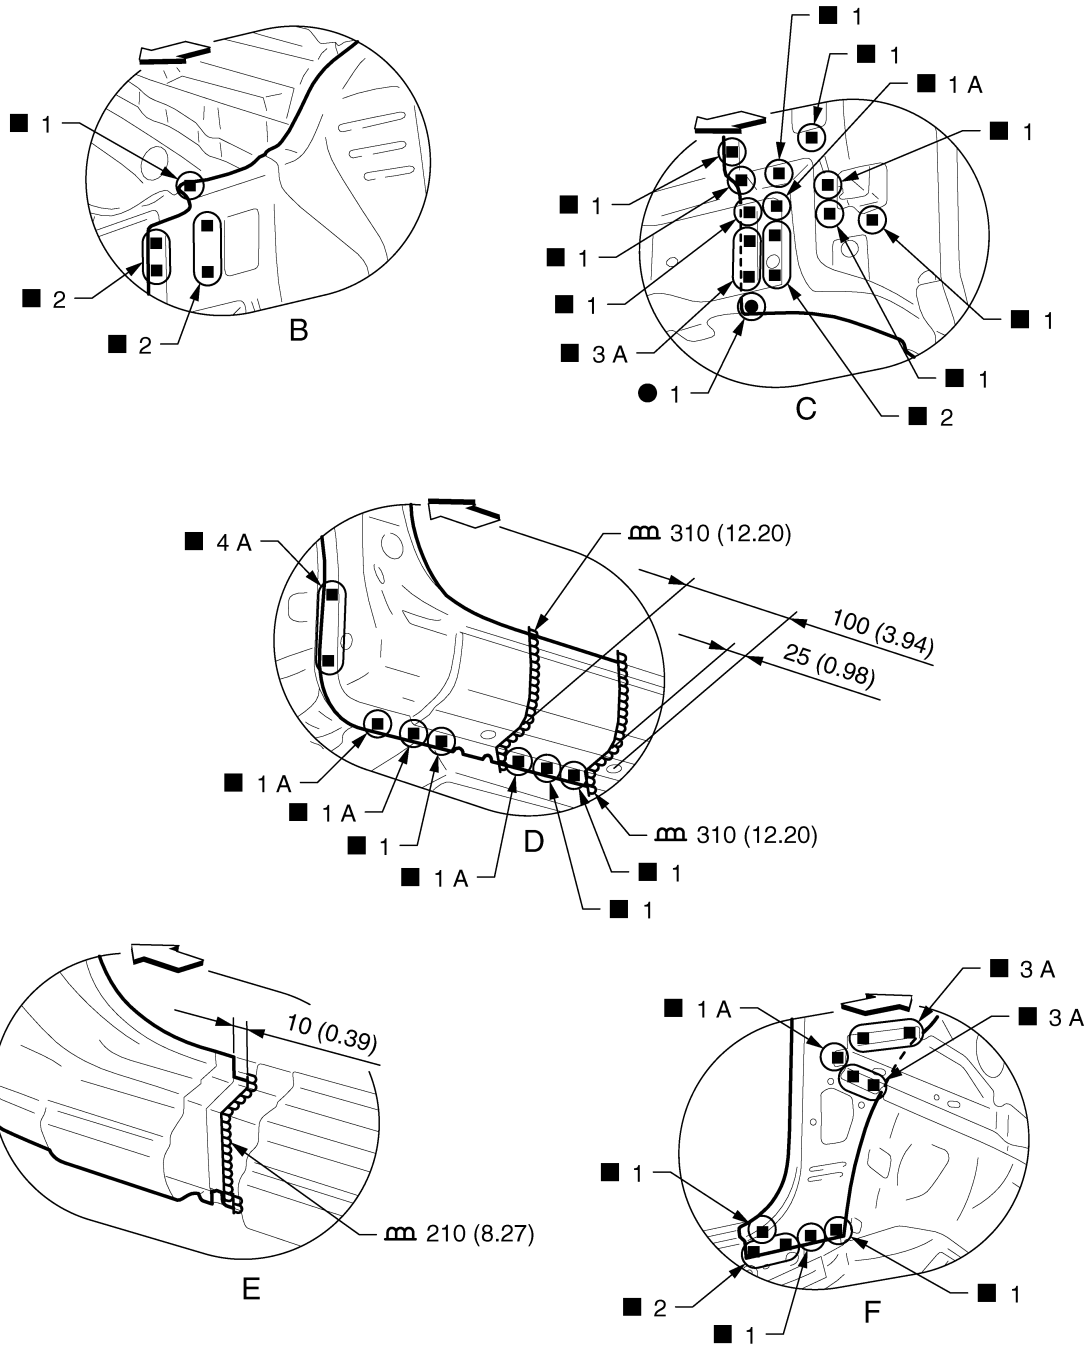 ■ 1
■ 2
■ 2
B
■ 1
■ 1
■ 1 A
■ 1
■ 1
■ 1
■ 1
■ 3 A
● 1
■ 1
■ 1
■ 2
C
■ 4 A
310 (12.20)
100 (3.94)
25 (0.98)
■ 1 A
■ 1 A
■ 1
■ 1 A
D
310 (12.20)
■ 1
■ 1
10 (0.39)
210 (8.27)
E
■ 3 A
■ 1 A
■ 3 A
■ 1
■ 2
■ 1
■ 1
F